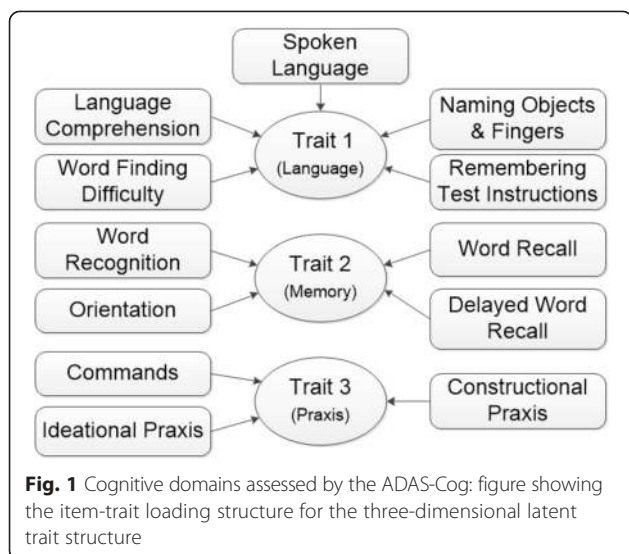 Spoken
Language
Language
Comprehension
Word Finding
Difficulty
Trait 1
(Language)
Naming Objects
& Fingers
Remembering
Test Instructions
Word
Recognition
Orientation
Trait 2
(Memory)
Word Recall
Delayed Word
Recall
Commands
Ideational Praxis
Trait 3
(Praxis)
Constructional
Praxis
Fig. 1 Cognitive domains assessed by the ADAS-Cog: figure showing
the item-trait loading structure for the three-dimensional latent
trait structure